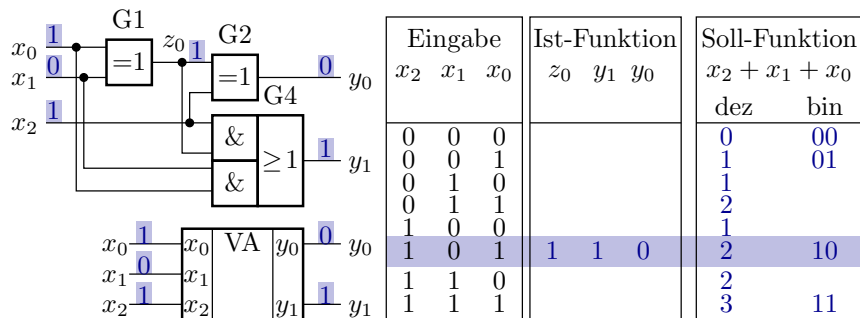 G1
1
x₀
=1
z₀
1
G2
=1
0
y₀
0
x₁
G4
1
x₂
&
&
≥1
1
y₁
x₀ 1 x₀ VA y₀ 0 y₀
x₁ 0 x₁
x₂ 1 x₂ y₁ 1 y₁
Eingabe Ist-Funktion Soll-Funktion
x₂ x₁ x₀ z₀ y₁ y₀ x₂ + x₁ + x₀
dez bin
0 0 0 0 00
0 0 1 1 01
0 1 0 1
0 1 1 2
1 0 0 1
1 0 1 1 1 0 2 10
1 1 0 2
1 1 1 3 11